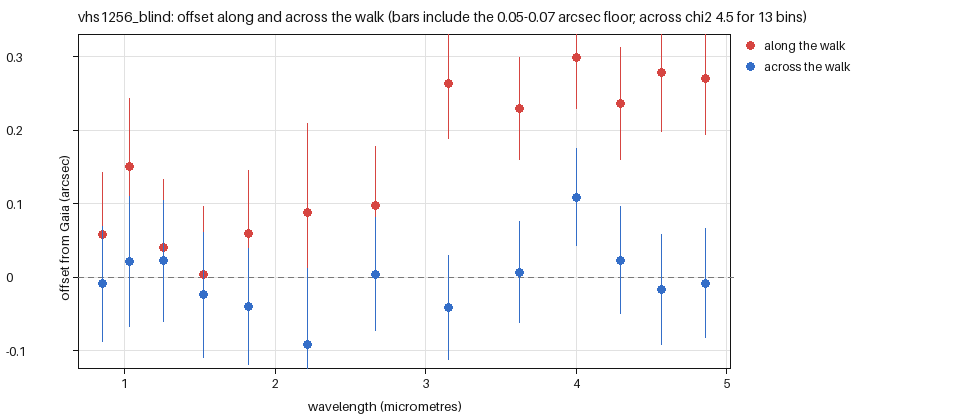 vhs1256_blind: offset along and across the walk (bars include the 0.05-0.07 arcsec floor; across chi2 4.5 for 13 bins)
along the walk
across the walk
0.3
0.2
0.1
0
-0.1
offset from Gaia (arcsec)
1
2
3
4
5
wavelength (micrometres)